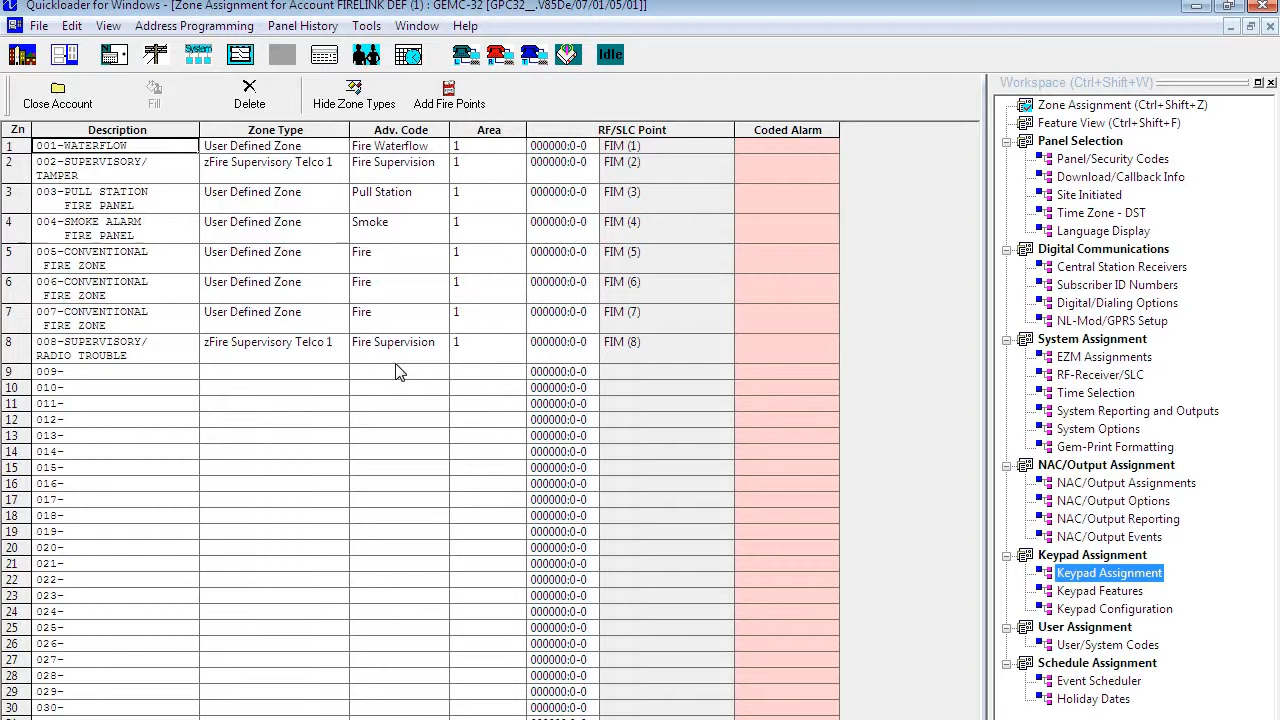 Quickloader for Windows - [Zone Assignment for Account FIRELINK DEF (1) : GEMC-32 [GPC32__.V85De/07/01/05/01]]
File Edit View Address Programming Panel History Tools Window Help
System Idle
Close Account Fill Delete Hide Zone Types Add Fire Points
Zn Description Zone Type Adv. Code Area RF/SLC Point Coded Alarm
1 001-WATERFLOW User Defined Zone Fire Waterflow 1 000000:0-0 FIM (1)
2 002-SUPERVISORY/ zFire Supervisory Telco 1 Fire Supervision 1 000000:0-0 FIM (2)
TAMPER
3 003-PULL STATION User Defined Zone Pull Station 1 000000:0-0 FIM (3)
FIRE PANEL
4 004-SMOKE ALARM User Defined Zone Smoke 1 000000:0-0 FIM (4)
FIRE PANEL
5 005-CONVENTIONAL User Defined Zone Fire 1 000000:0-0 FIM (5)
FIRE ZONE
6 006-CONVENTIONAL User Defined Zone Fire 1 000000:0-0 FIM (6)
FIRE ZONE
7 007-CONVENTIONAL User Defined Zone Fire 1 000000:0-0 FIM (7)
FIRE ZONE
8 008-SUPERVISORY/ zFire Supervisory Telco 1 Fire Supervision 1 000000:0-0 FIM (8)
RADIO TROUBLE
9 009- 000000:0-0
10 010- 000000:0-0
11 011- 000000:0-0
12 012- 000000:0-0
13 013- 000000:0-0
14 014- 000000:0-0
15 015- 000000:0-0
16 016- 000000:0-0
17 017- 000000:0-0
18 018- 000000:0-0
19 019- 000000:0-0
20 020- 000000:0-0
21 021- 000000:0-0
22 022- 000000:0-0
23 023- 000000:0-0
24 024- 000000:0-0
25 025- 000000:0-0
26 026- 000000:0-0
27 027- 000000:0-0
28 028- 000000:0-0
29 029- 000000:0-0
30 030- 000000:0-0
Workspace (Ctrl+Shift+W)
Zone Assignment (Ctrl+Shift+Z)
Feature View (Ctrl+Shift+F)
Panel Selection
Panel/Security Codes
Download/Callback Info
Site Initiated
Time Zone - DST
Language Display
Digital Communications
Central Station Receivers
Subscriber ID Numbers
Digital/Dialing Options
NL-Mod/GPRS Setup
System Assignment
EZM Assignments
RF-Receiver/SLC
Time Selection
System Reporting and Outputs
System Options
Gem-Print Formatting
NAC/Output Assignment
NAC/Output Assignments
NAC/Output Options
NAC/Output Reporting
NAC/Output Events
Keypad Assignment
Keypad Assignment
Keypad Features
Keypad Configuration
User Assignment
User/System Codes
Schedule Assignment
Event Scheduler
Holiday Dates